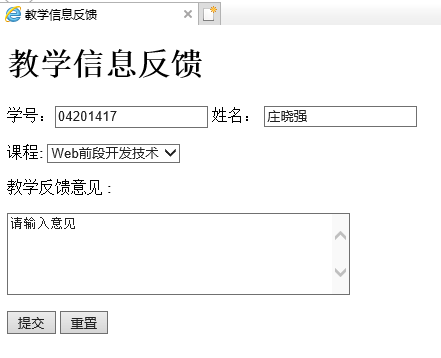 教学信息反馈
教学信息反馈
学号：04201417 姓名： 庄晓强
课程: Web前段开发技术
教学反馈意见：
请输入意见
提交 重置